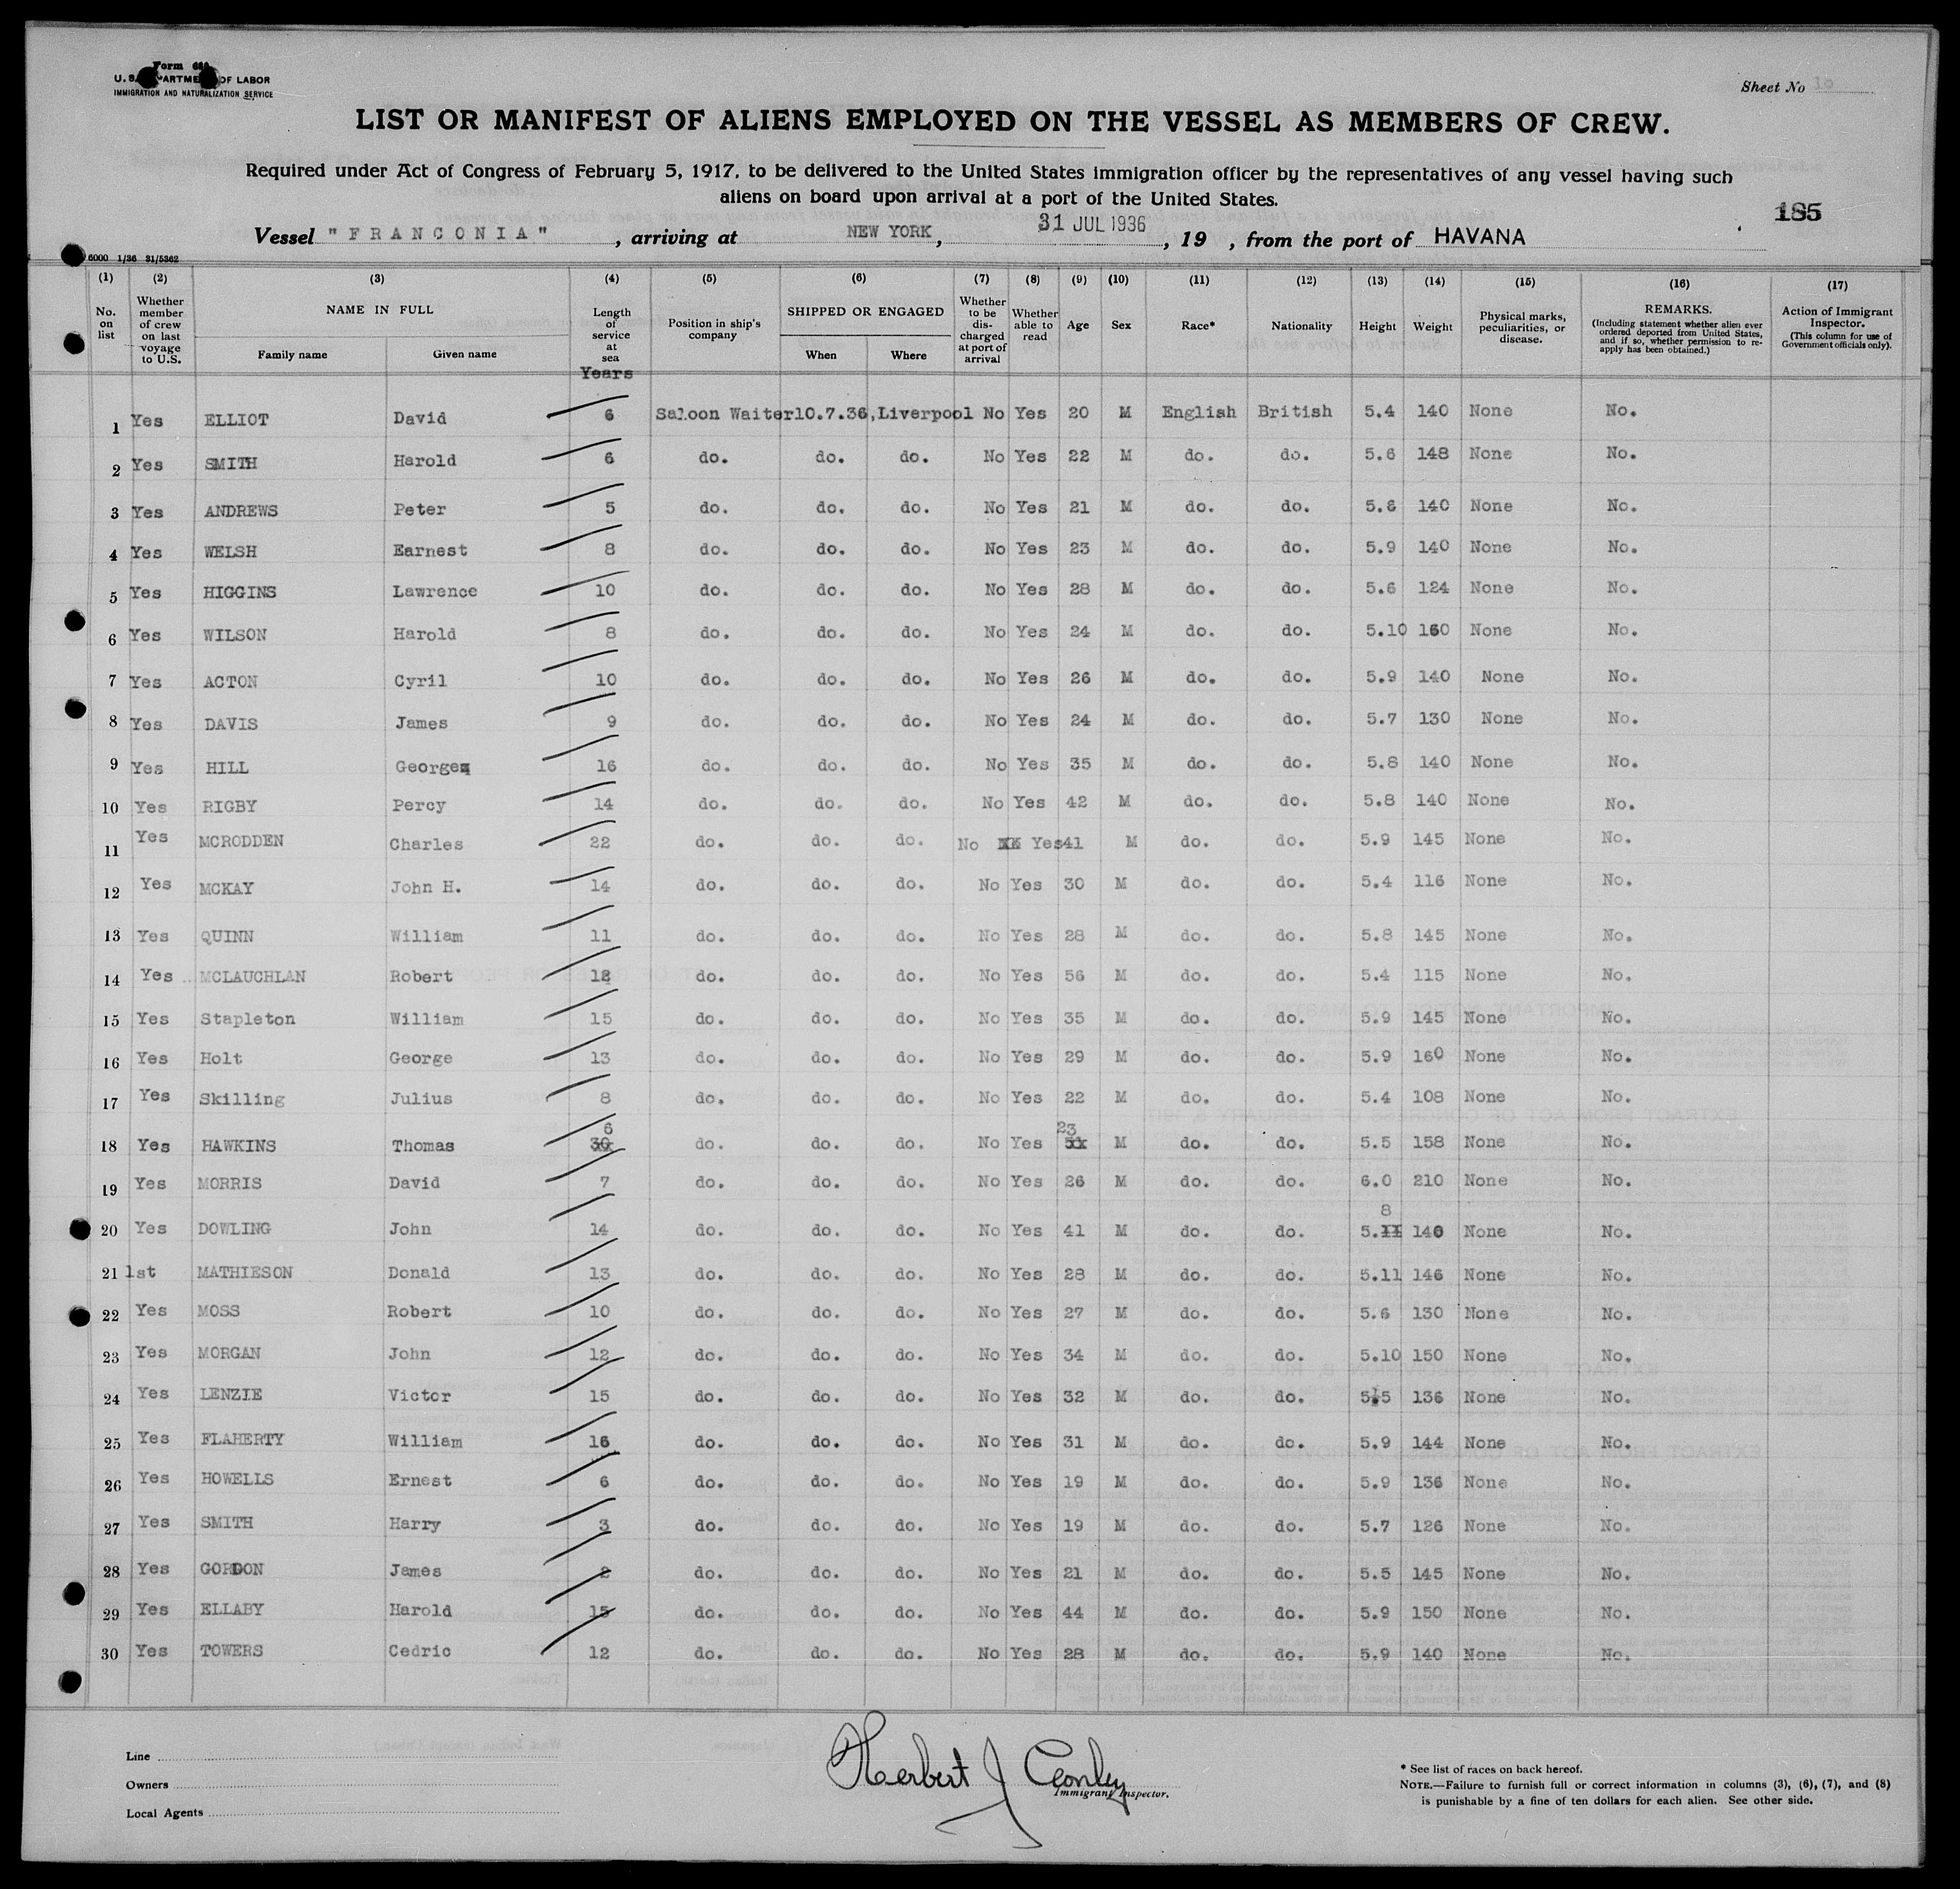 Form 680
U. S. DEPARTMENT OF LABOR
IMMIGRATION AND NATURALIZATION SERVICE
Sheet No 10
LIST OR MANIFEST OF ALIENS EMPLOYED ON THE VESSEL AS MEMBERS OF CREW.
Required under Act of Congress of February 5, 1917, to be delivered to the United States immigration officer by the representatives of any vessel having such
aliens on board upon arrival at a port of the United States.
185
Vessel "FRANCONIA", arriving at NEW YORK, 31 JUL 1936, 19 , from the port of HAVANA
6000 1/36 31/5362
(1) (2) (3) (4) (5) (6) (7) (8) (9) (10) (11) (12) (13) (14) (15) (16) (17)
No. on list
Whether member of crew on last voyage to U.S.
NAME IN FULL
Family name Given name
Length of service at sea
Years
Position in ship's company
SHIPPED OR ENGAGED
When Where
Whether to be discharged at port of arrival
Whether able to read
Age
Sex
Race*
Nationality
Height
Weight
Physical marks, peculiarities, or disease.
REMARKS.
(Including statement whether alien ever ordered deported from United States, and if so, whether permission to re-apply has been obtained.)
Action of Immigrant Inspector.
(This column for use of Government officials only).
1 Yes ELLIOT David 6 Saloon Waiter 10.7.36, Liverpool No Yes 20 M English British 5.4 140 None No.
2 Yes SMITH Harold 6 do. do. do. No Yes 22 M do. do. 5.6 148 None No.
3 Yes ANDREWS Peter 5 do. do. do. No Yes 21 M do. do. 5.6 140 None No.
4 Yes WELSH Earnest 8 do. do. do. No Yes 23 M do. do. 5.9 140 None No.
5 Yes HIGGINS Lawrence 10 do. do. do. No Yes 28 M do. do. 5.6 124 None No.
6 Yes WILSON Harold 8 do. do. do. No Yes 24 M do. do. 5.10 160 None No.
7 Yes ACTON Cyril 10 do. do. do. No Yes 26 M do. do. 5.9 140 None No.
8 Yes DAVIS James 9 do. do. do. No Yes 24 M do. do. 5.7 130 None No.
9 Yes HILL George 16 do. do. do. No Yes 35 M do. do. 5.8 140 None No.
10 Yes RIGBY Percy 14 do. do. do. No Yes 42 M do. do. 5.8 140 None No.
11 Yes MCRODDEN Charles 22 do. do. do. No Yes 41 M do. do. 5.9 145 None No.
12 Yes MCKAY John H. 14 do. do. do. No Yes 30 M do. do. 5.4 116 None No.
13 Yes QUINN William 11 do. do. do. No Yes 28 M do. do. 5.8 145 None No.
14 Yes MCLAUCHLAN Robert do. do. do. No Yes 56 M do. do. 5.4 115 None No.
15 Yes Stapleton William 15 do. do. do. No Yes 35 M do. do. 5.9 145 None No.
16 Yes Holt George 13 do. do. do. No Yes 29 M do. do. 5.9 160 None No.
17 Yes Skilling Julius 8 do. do. do. No Yes 22 M do. do. 5.4 108 None No.
18 Yes HAWKINS Thomas 6 do. do. do. No Yes 23 M do. do. 5.5 158 None No.
19 Yes MORRIS David 7 do. do. do. No Yes 26 M do. do. 6.0 210 None No.
20 Yes DOWLING John 14 do. do. do. No Yes 41 M do. do. 5.8 140 None No.
21 1st MATHIESON Donald 13 do. do. do. No Yes 28 M do. do. 5.11 146 None No.
22 Yes MOSS Robert 10 do. do. do. No Yes 27 M do. do. 5.6 130 None No.
23 Yes MORGAN John 12 do. do. do. No Yes 34 M do. do. 5.10 150 None No.
24 Yes LENZIE Victor 15 do. do. do. No Yes 32 M do. do. 5.5 136 None No.
25 Yes FLAHERTY William 16 do. do. do. No Yes 31 M do. do. 5.9 144 None No.
26 Yes HOWELLS Ernest 6 do. do. do. No Yes 19 M do. do. 5.9 136 None No.
27 Yes SMITH Harry 3 do. do. do. No Yes 19 M do. do. 5.7 126 None No.
28 Yes GORDON James 2 do. do. do. No Yes 21 M do. do. 5.5 145 None No.
29 Yes ELLABY Harold 15 do. do. do. No Yes 44 M do. do. 5.9 150 None No.
30 Yes TOWERS Cedric 12 do. do. do. No Yes 28 M do. do. 5.9 140 None No.
Line
Owners
Local Agents
Herbert J Conley
Immigrant Inspector.
* See list of races on back hereof.
NOTE.—Failure to furnish full or correct information in columns (3), (6), (7), and (8)
is punishable by a fine of ten dollars for each alien. See other side.